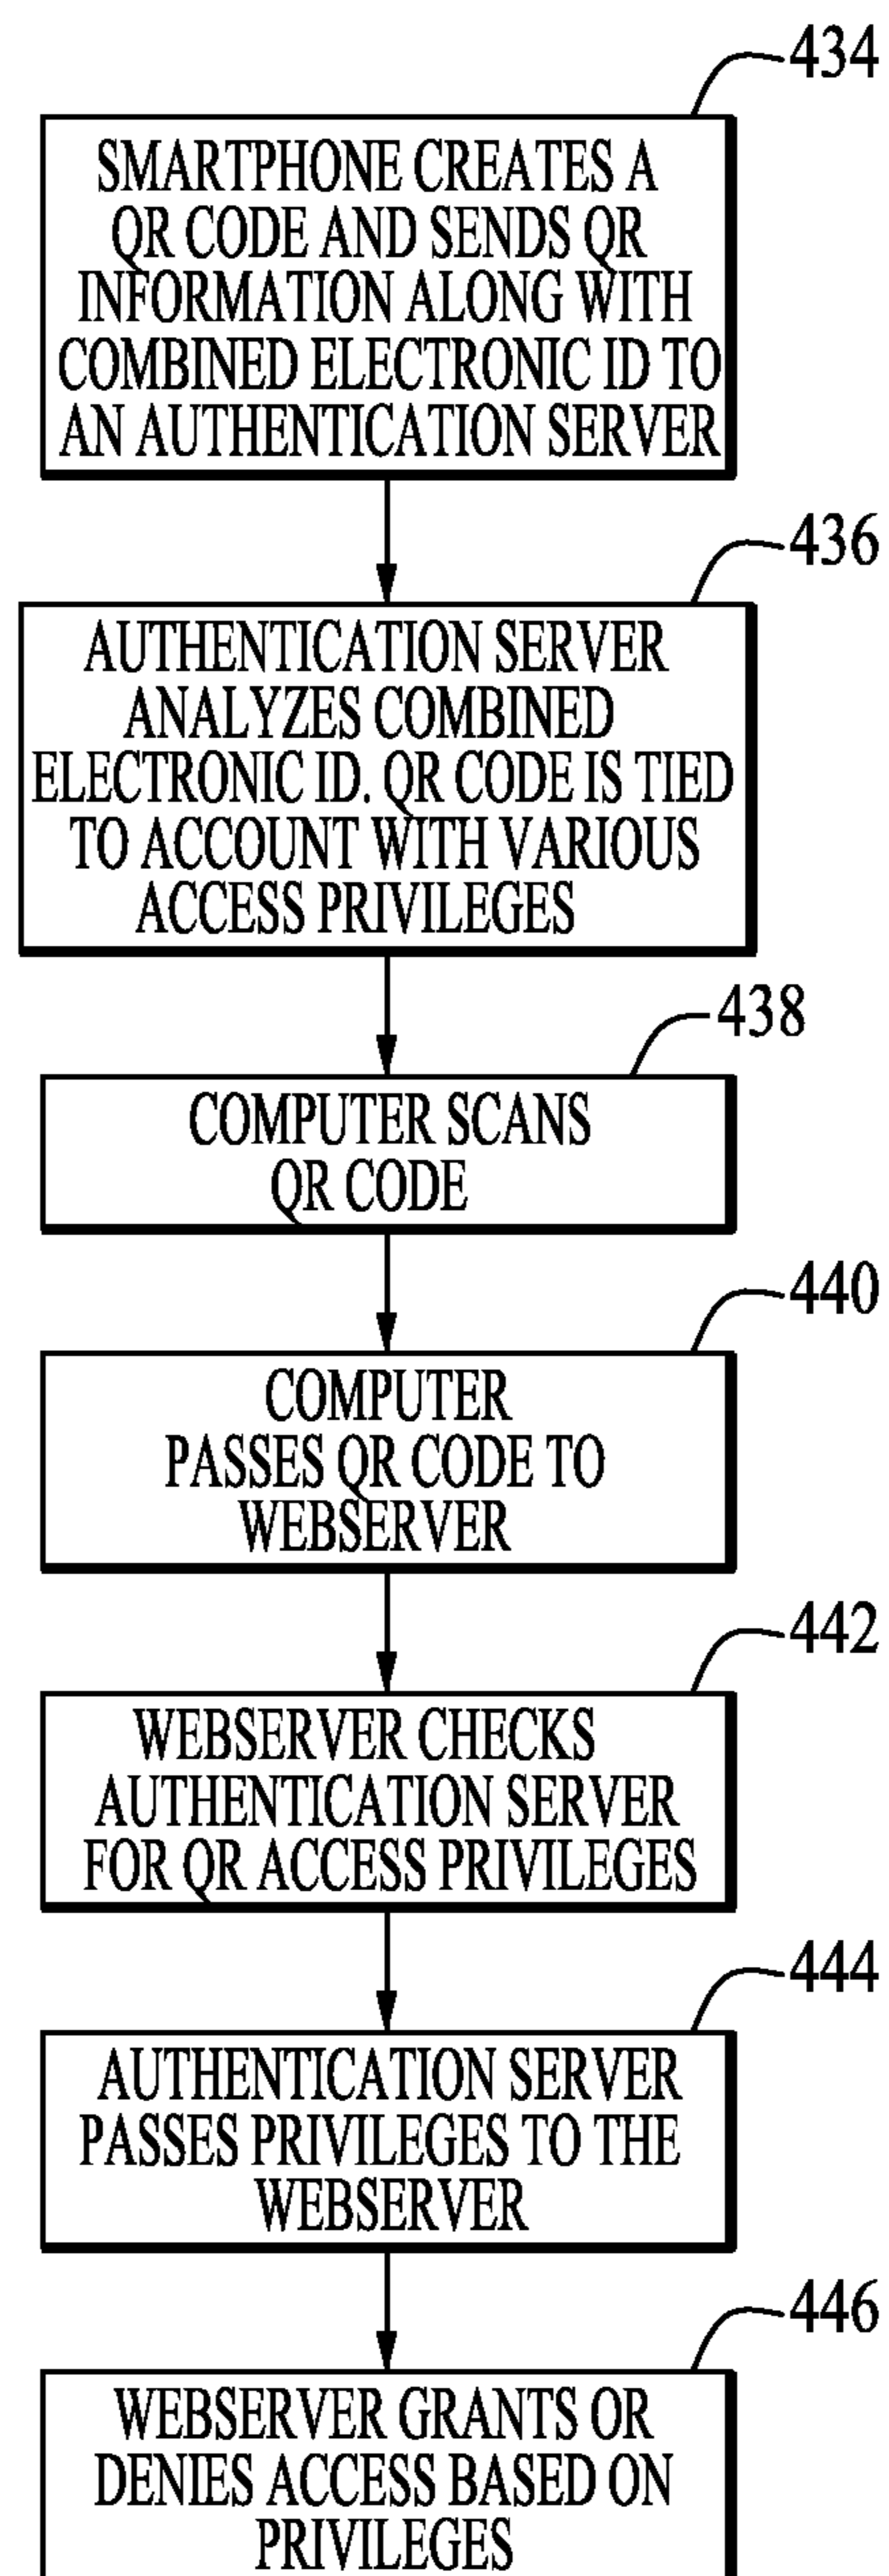 434
SMARTPHONE CREATES A
QR CODE AND SENDS QR
INFORMATION ALONG WITH
COMBINED ELECTRONIC ID TO
AN AUTHENTICATION SERVER
436
AUTHENTICATION SERVER
ANALYZES COMBINED
ELECTRONIC ID. QR CODE IS TIED
TO ACCOUNT WITH VARIOUS
ACCESS PRIVILEGES
438
COMPUTER SCANS
QR CODE
440
COMPUTER
PASSES QR CODE TO
WEBSERVER
442
WEBSERVER CHECKS
AUTHENTICATION SERVER
FOR QR ACCESS PRIVILEGES
444
AUTHENTICATION SERVER
PASSES PRIVILEGES TO THE
WEBSERVER
446
WEBSERVER GRANTS OR
DENIES ACCESS BASED ON
PRIVILEGES